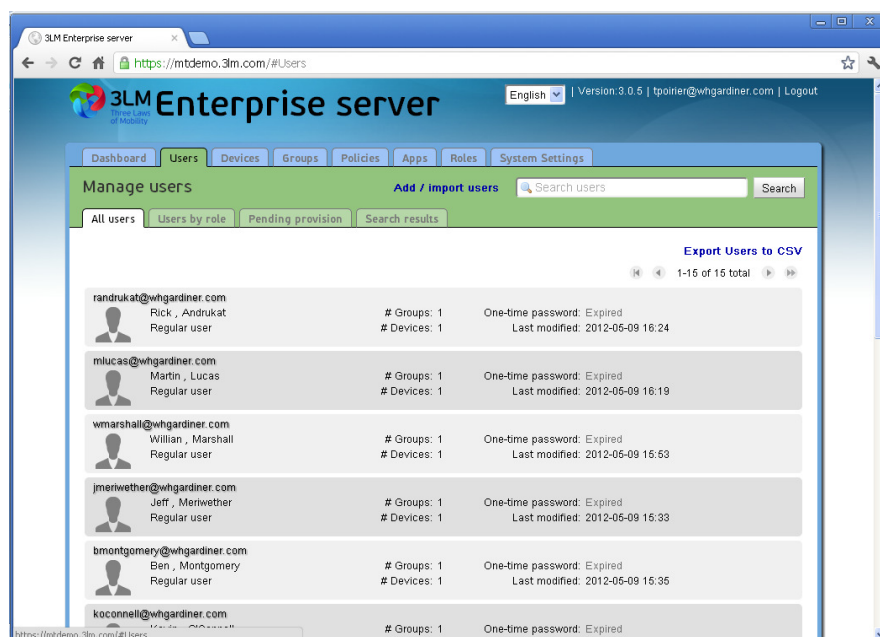 3LM Enterprise server
https://mtdemo.3lm.com/#Users
3LM
Three Laws
of Mobility
Enterprise server
English
| Version:3.0.5 | tpoirier@whgardiner.com | Logout
Dashboard Users Devices Groups Policies Apps Roles System Settings
Manage users
Add / import users
Search users
Search
All users Users by role Pending provision Search results
Export Users to CSV
1-15 of 15 total
randrukat@whgardiner.com
Rick , Andrukat # Groups: 1 One-time password: Expired
Regular user # Devices: 1 Last modified: 2012-05-09 16:24
mlucas@whgardiner.com
Martin , Lucas # Groups: 1 One-time password: Expired
Regular user # Devices: 1 Last modified: 2012-05-09 16:19
wmarshall@whgardiner.com
Willian , Marshall # Groups: 1 One-time password: Expired
Regular user # Devices: 1 Last modified: 2012-05-09 15:53
jmeriwether@whgardiner.com
Jeff , Meriwether # Groups: 1 One-time password: Expired
Regular user # Devices: 1 Last modified: 2012-05-09 15:33
bmontgomery@whgardiner.com
Ben , Montgomery # Groups: 1 One-time password: Expired
Regular user # Devices: 1 Last modified: 2012-05-09 15:35
koconnell@whgardiner.com
# Groups: 1 One-time password: Expired
https://mtdemo.3lm.com/#Users